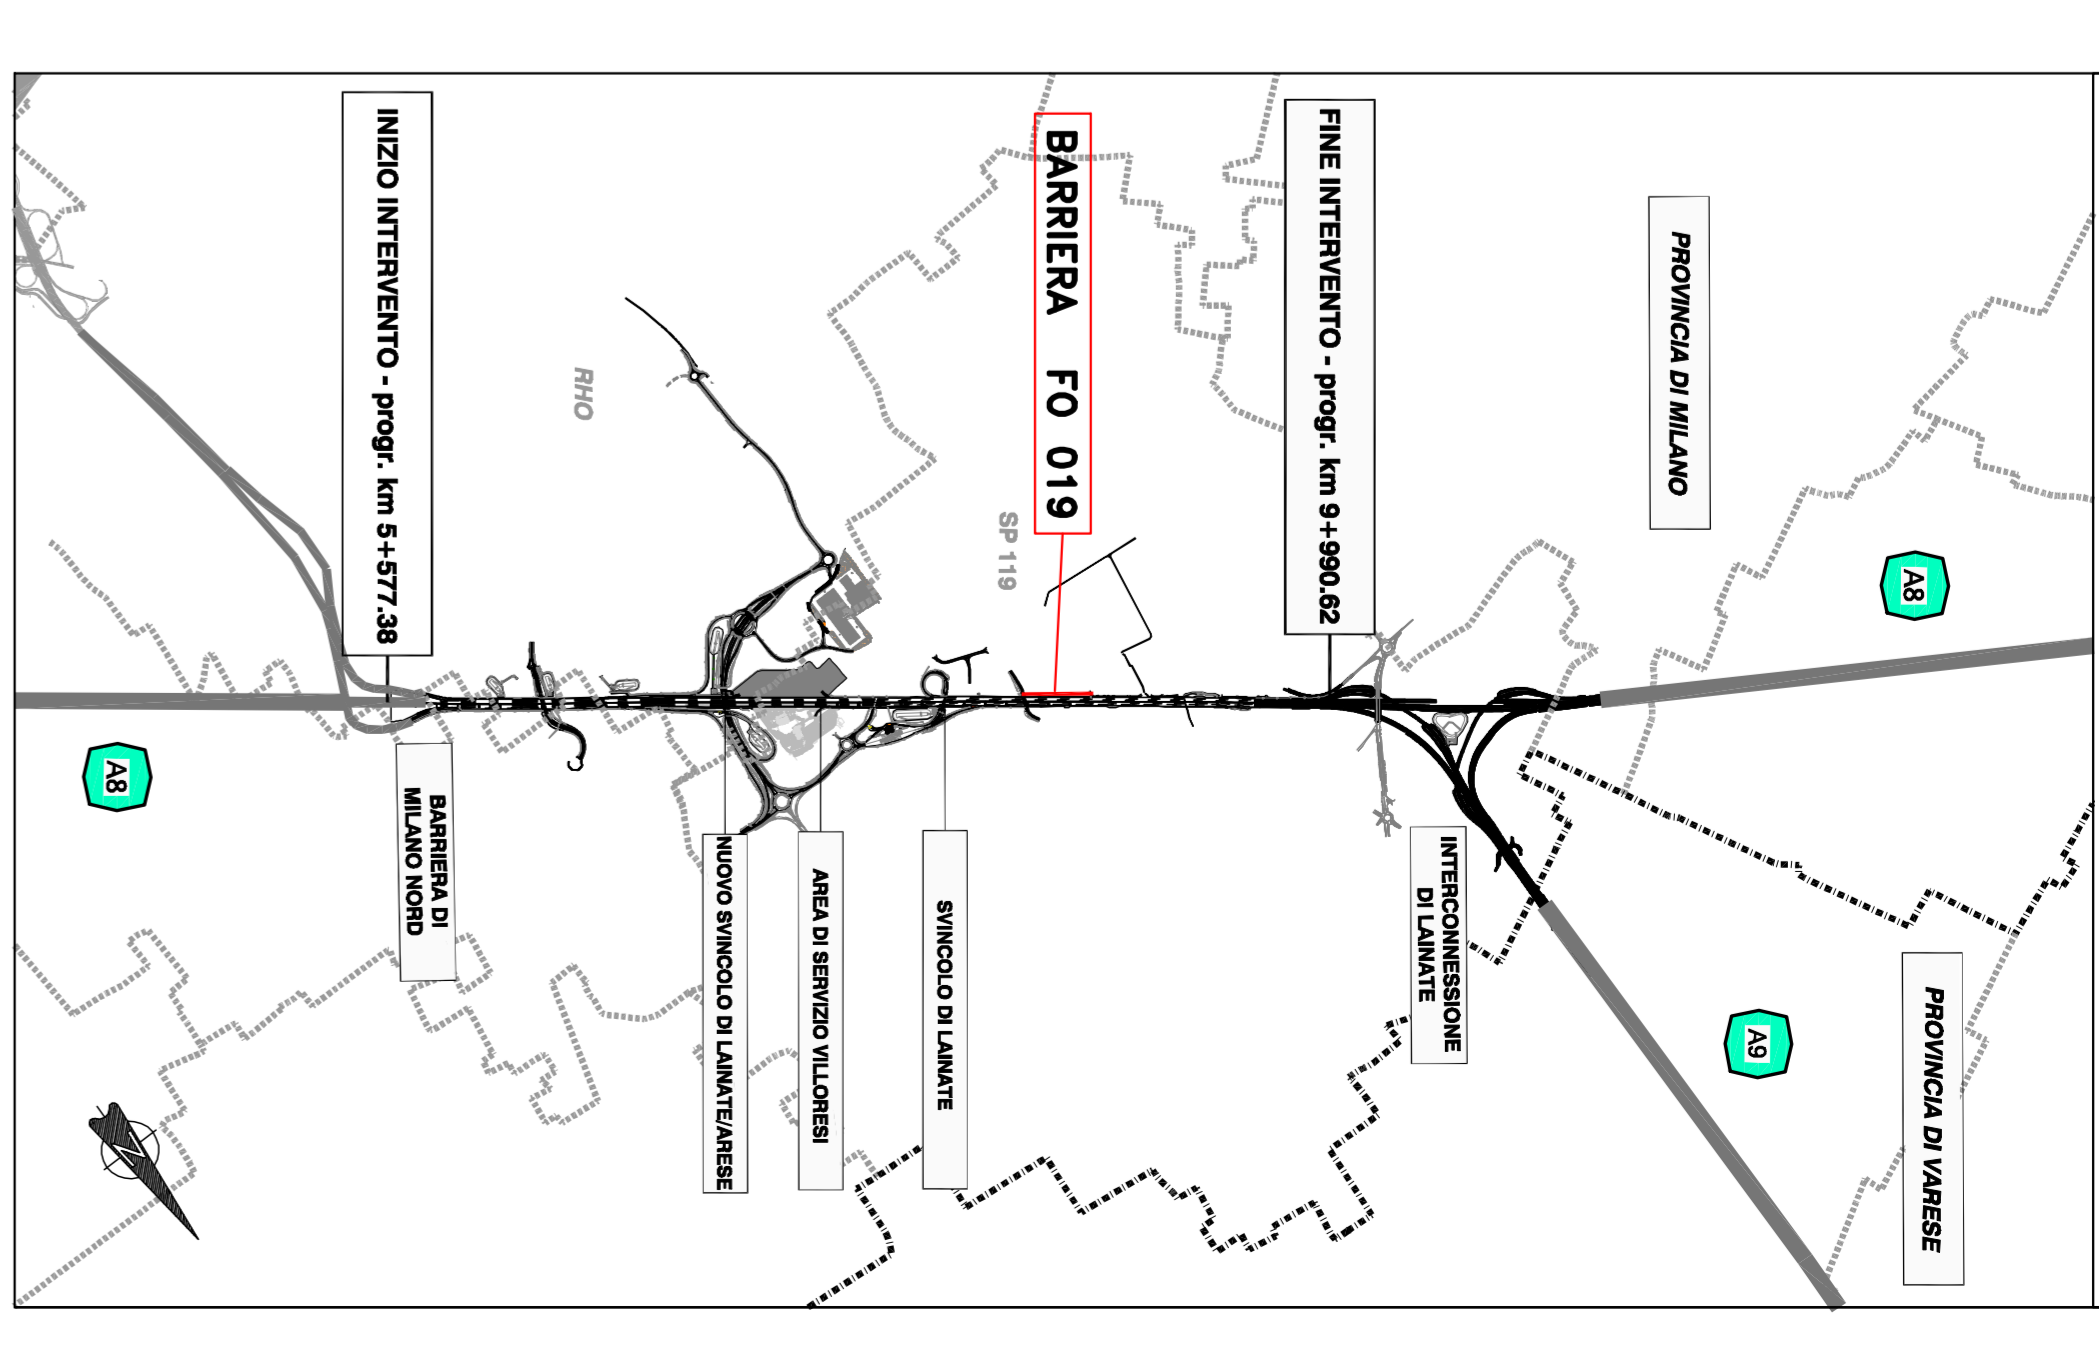 INIZIO INTERVENTO - progr. km 5+577.38
BARRIERA FO 019
FINE INTERVENTO - progr. km 9+990.62
PROVINCIA DI MILANO
RHO
SP 119
A8
A8
BARRIERA DI
MILANO NORD
NUOVO SVINCOLO DI LAINATE/ARESE
AREA DI SERVIZIO VILLORESI
SVINCOLO DI LAINATE
INTERCONNESSIONE
DI LAINATE
A9
PROVINCIA DI VARESE
N